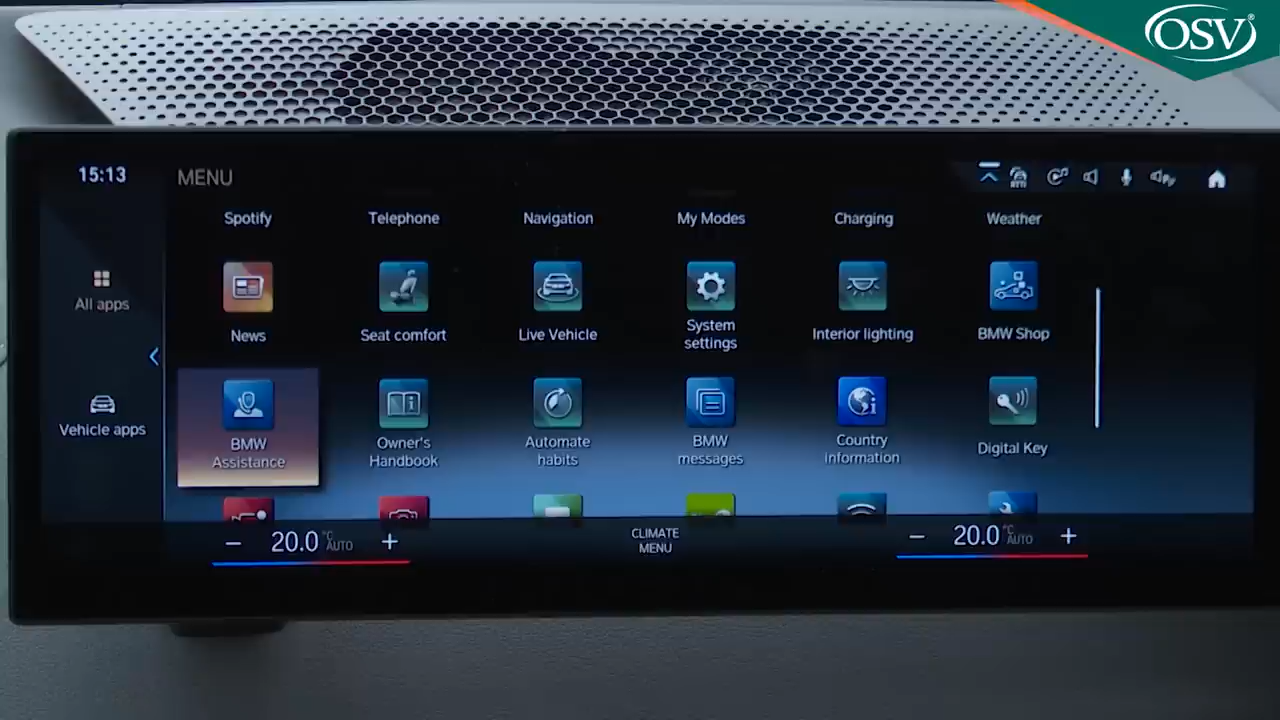 OSV®
15:13
MENU
RTTI
Spotify
Telephone
Navigation
My Modes
Charging
Weather
All apps
News
Seat comfort
Live Vehicle
System
settings
Interior lighting
BMW Shop
Vehicle apps
BMW
Assistance
Owner's
Handbook
Automate
habits
BMW
messages
Country
information
Digital Key
20.0 °C AUTO
CLIMATE
MENU
20.0 °C AUTO